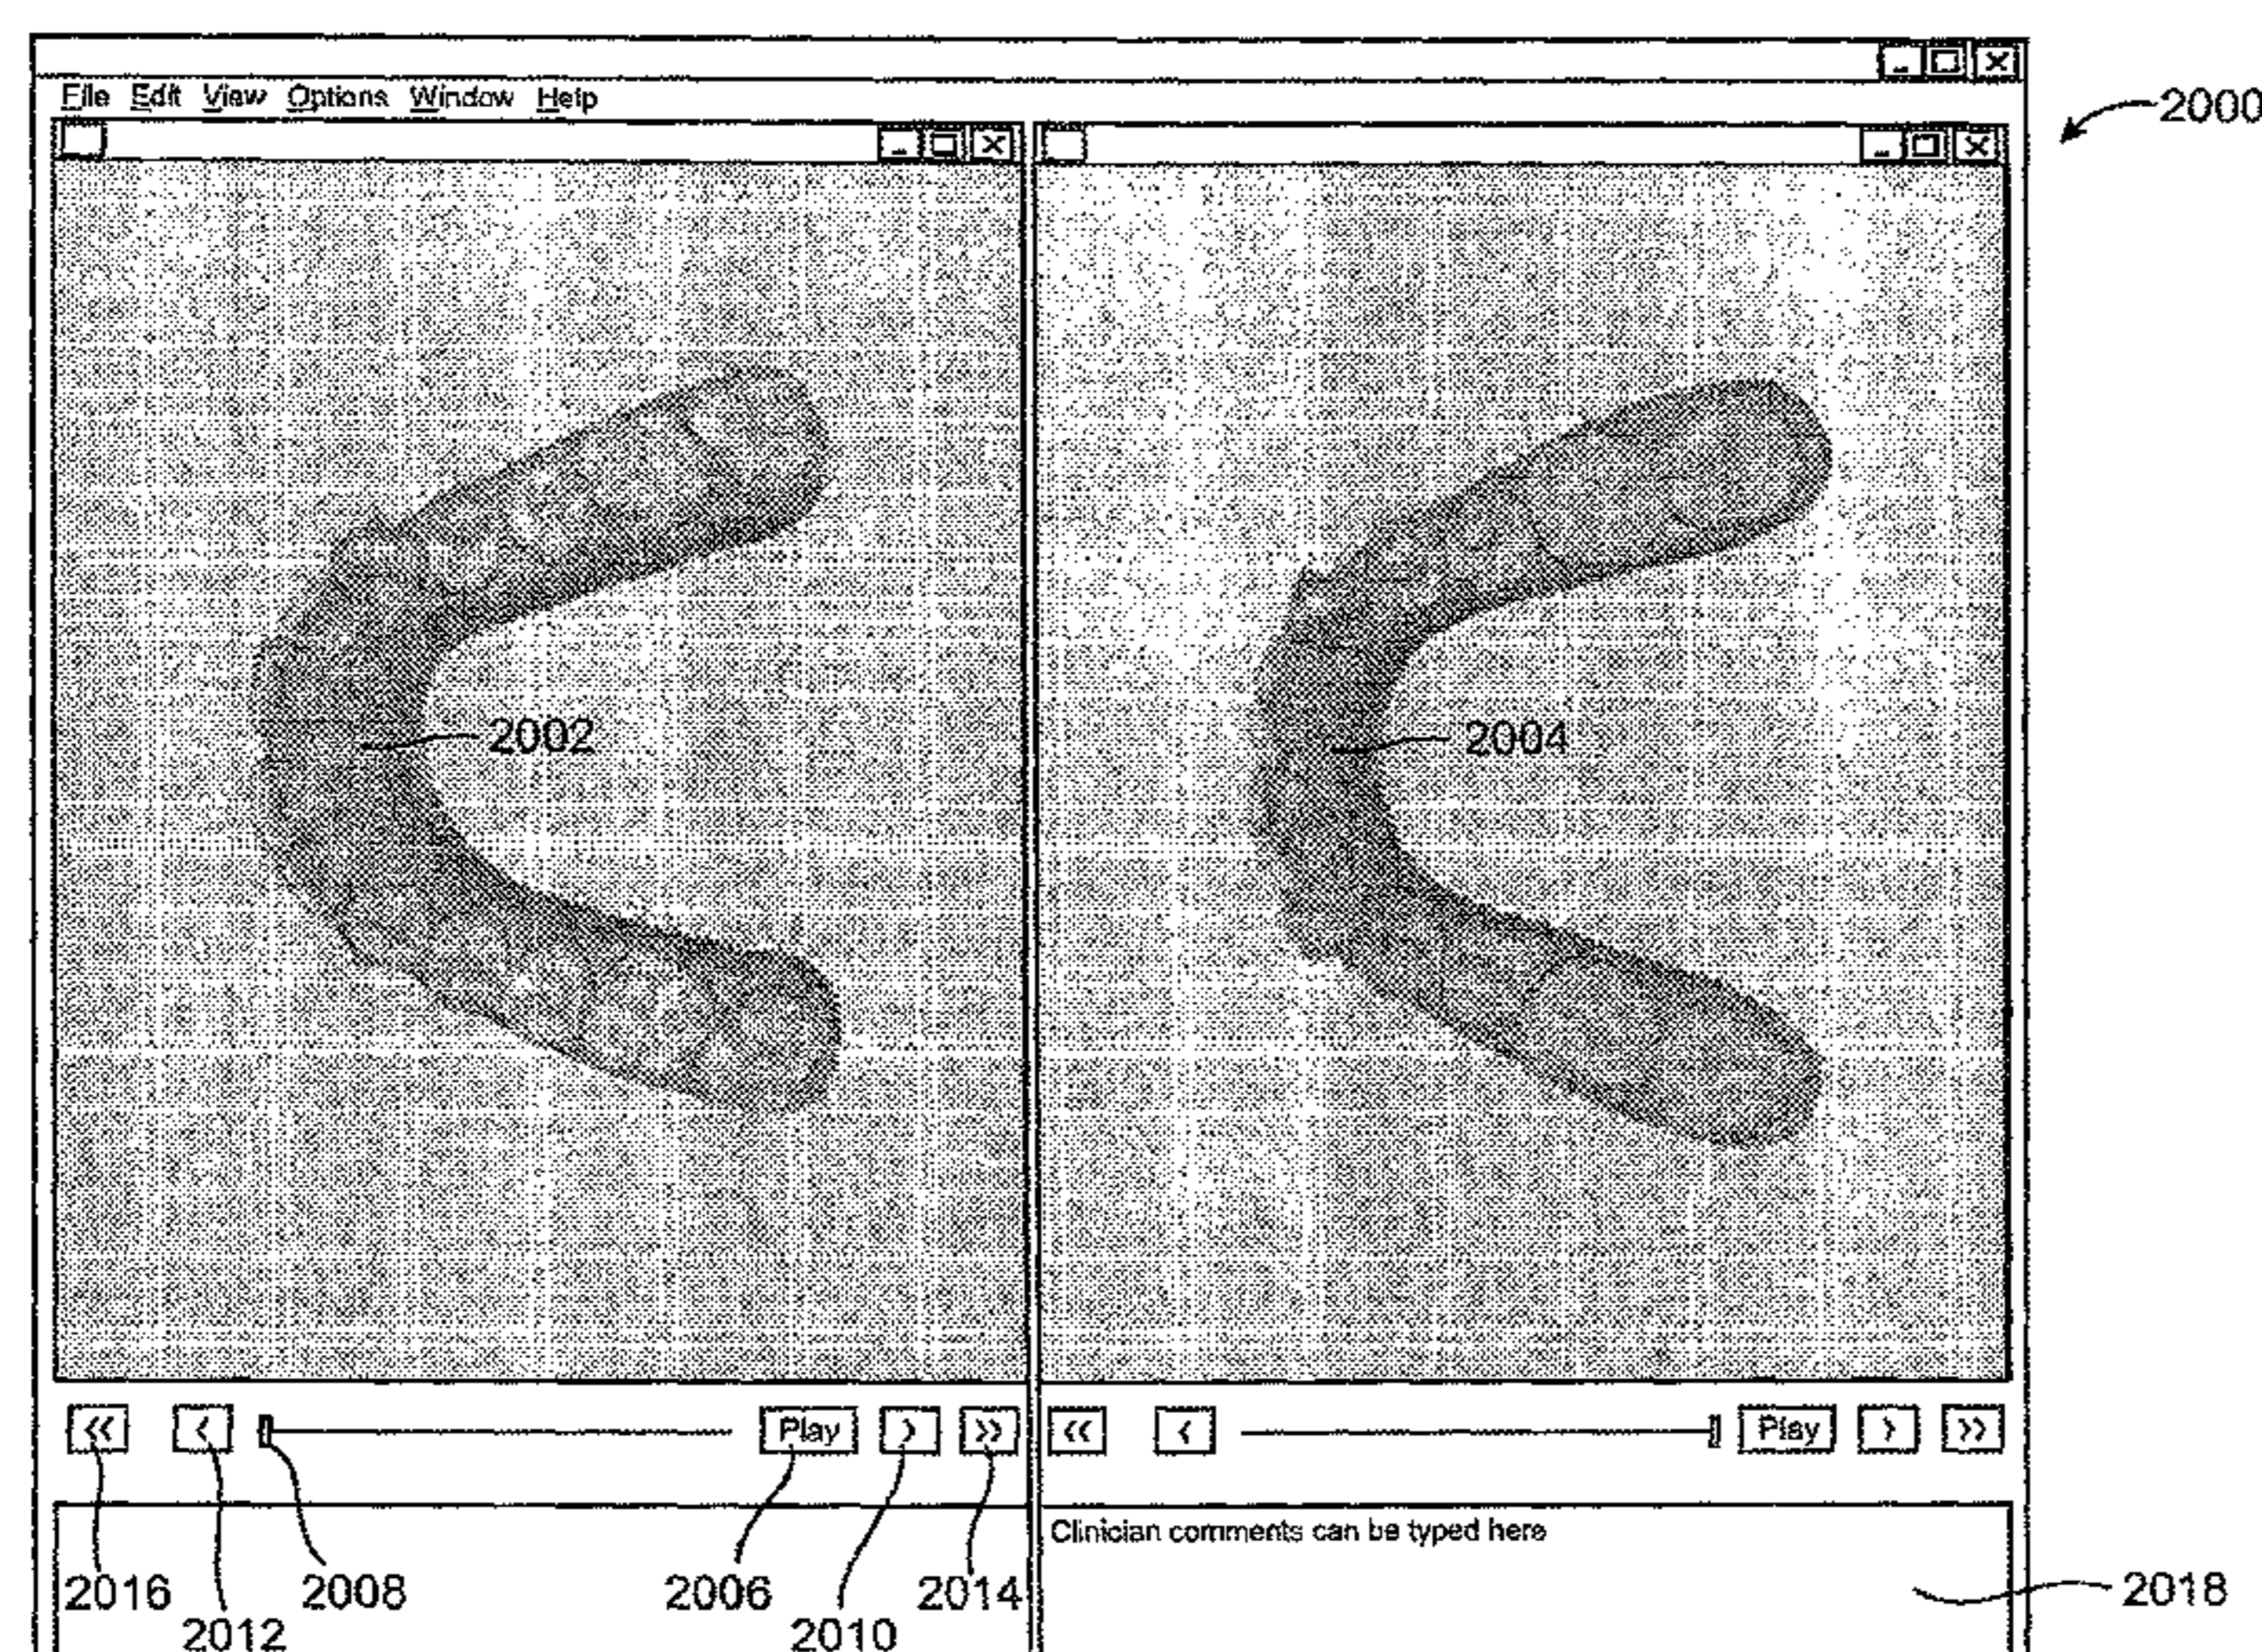 File Edit View Options Window Help
2000
2002
2004
<< < Play > >> << < Play > >>
Clinician comments can be typed here
2016 2008 2006 2014 2018
2012 2010